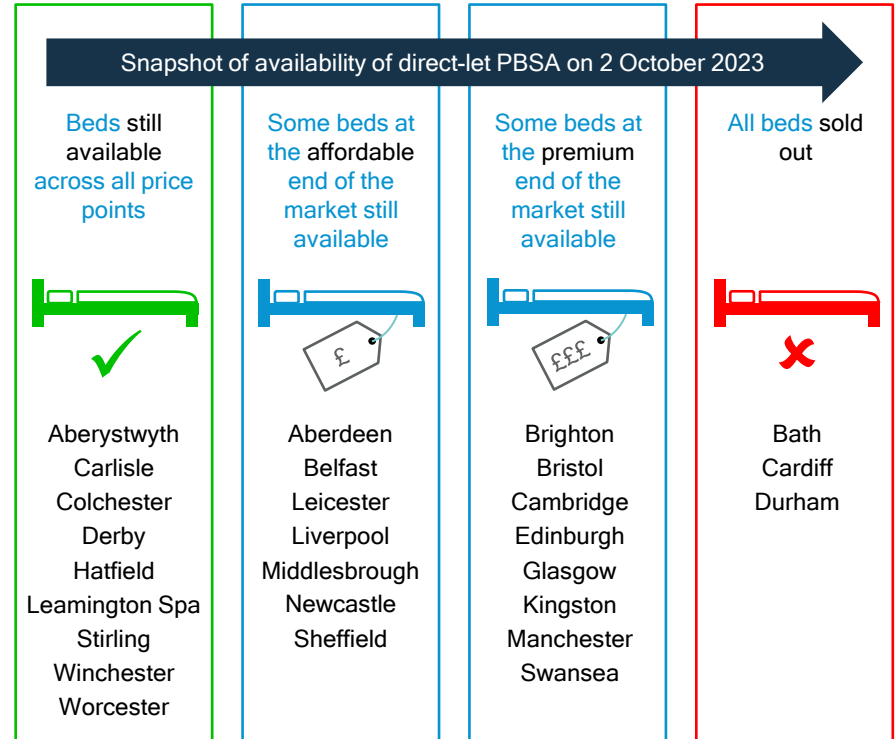 Snapshot of availability of direct-let PBSA on 2 October 2023
Beds still
available
across all price
points
Some beds at
the affordable
end of the
market still
available
Some beds at
the premium
end of the
market still
available
All beds sold
out
£
£££
Aberystwyth
Carlisle
Colchester
Derby
Hatfield
Leamington Spa
Stirling
Winchester
Worcester
Aberdeen
Belfast
Leicester
Liverpool
Middlesbrough
Newcastle
Sheffield
Brighton
Bristol
Cambridge
Edinburgh
Glasgow
Kingston
Manchester
Swansea
Bath
Cardiff
Durham